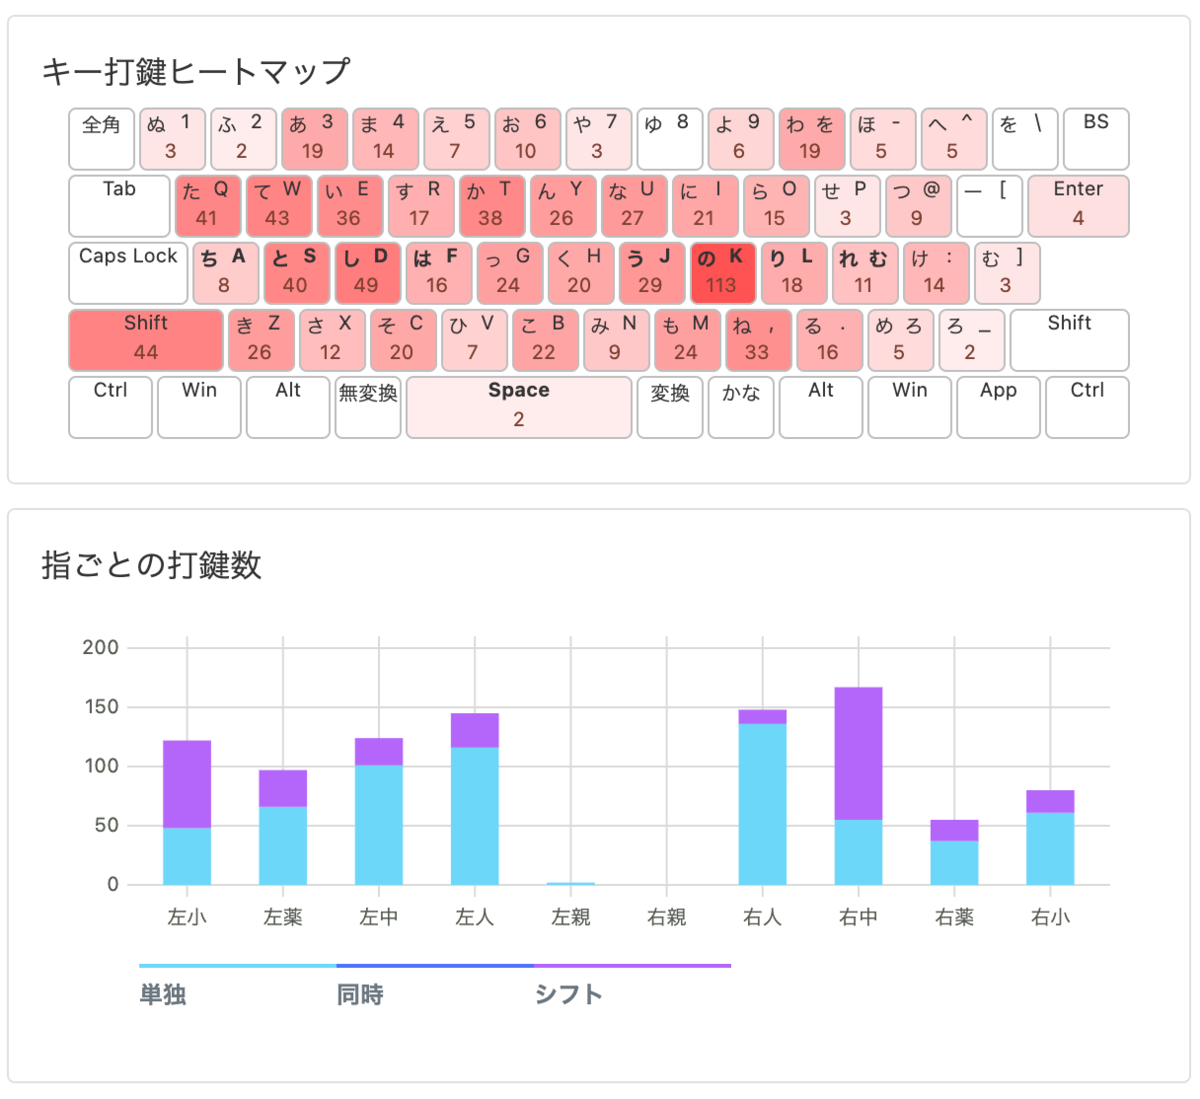 キー打鍵ヒートマップ
全角 ぬ 1 ふ 2 あ 3 ま 4 え 5 お 6 や 7 ゆ 8 よ 9 わ を ほ - へ ^ を \ BS
3 2 19 14 7 10 3 6 19 5 5
Tab た Q て W い E す R か T ん Y な U に I ら O せ P つ @ ー [ Enter
41 43 36 17 38 26 27 21 15 3 9 4
Caps Lock ち A と S し D は F っ G く H う J の K り L れ む け : む ]
8 40 49 16 24 20 29 113 18 11 14 3
Shift き Z さ X そ C ひ V こ B み N も M ね , る . め ろ ろ _ Shift
44 26 12 20 7 22 9 24 33 16 5 2
Ctrl Win Alt 無変換 Space 変換 かな Alt Win App Ctrl
2
指ごとの打鍵数
200
150
100
50
0
左小 左薬 左中 左人 左親 右親 右人 右中 右薬 右小
単独 同時 シフト